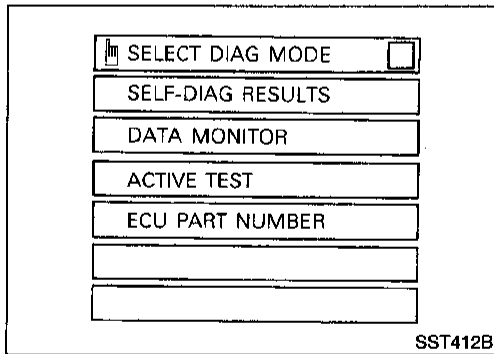 SELECT DIAG MODE
SELF-DIAG RESULTS
DATA MONITOR
ACTIVE TEST
ECU PART NUMBER
SST412B